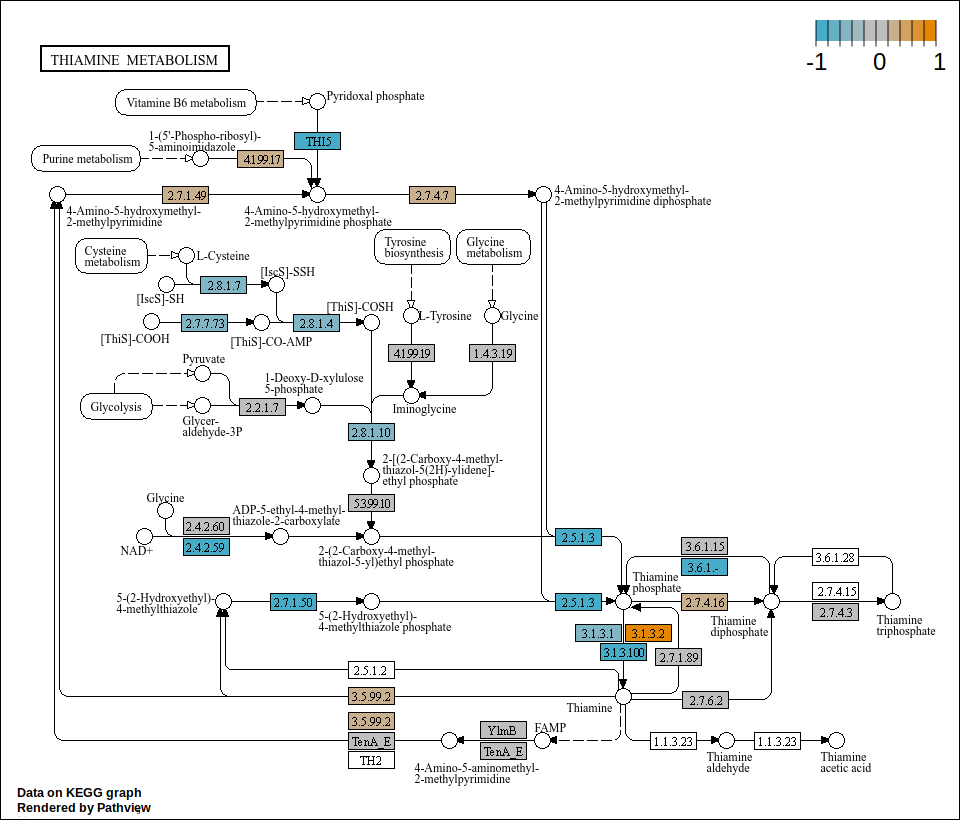 -1 0 1
THIAMINE METABOLISM
Vitamine B6 metabolism
Pyridoxal phosphate
1-(5'-Phospho-ribosyl)-
5-aminoimidazole
THI5
Purine metabolism
4.1.99.17
2.7.1.49
2.7.4.7
4-Amino-5-hydroxymethyl-
2-methylpyrimidine
4-Amino-5-hydroxymethyl-
2-methylpyrimidine phosphate
4-Amino-5-hydroxymethyl-
2-methylpyrimidine diphosphate
Cysteine
metabolism
L-Cysteine
Tyrosine
biosynthesis
Glycine
metabolism
[IscS]-SSH
2.8.1.7
[IscS]-SH
[ThiS]-COSH
L-Tyrosine
Glycine
2.7.7.73
2.8.1.4
[ThiS]-COOH
[ThiS]-CO-AMP
4.1.99.19
1.4.3.19
Pyruvate
1-Deoxy-D-xylulose
5-phosphate
Glycolysis
2.2.1.7
Iminoglycine
Glycer-
aldehyde-3P
2.8.1.10
2-[(2-Carboxy-4-methyl-
thiazol-5(2H)-ylidene]-
ethyl phosphate
5.3.99.10
Glycine
ADP-5-ethyl-4-methyl-
thiazole-2-carboxylate
2.4.2.60
2.4.2.59
NAD+
2-(2-Carboxy-4-methyl-
thiazol-5-yl)ethyl phosphate
2.5.1.3
3.6.1.15
3.6.1.-
3.6.1.28
Thiamine
phosphate
5-(2-Hydroxyethyl)-
4-methylthiazole
2.7.1.50
5-(2-Hydroxyethyl)-
4-methylthiazole phosphate
2.5.1.3
2.7.4.16
2.7.4.15
2.7.4.3
Thiamine
diphosphate
Thiamine
triphosphate
3.1.3.1
3.1.3.2
3.1.3.100
2.7.1.89
2.5.1.2
3.5.99.2
Thiamine
2.7.6.2
3.5.99.2
TenA_E
TH2
YlmB
TenA_E
FAMP
4-Amino-5-aminomethyl-
2-methylpyrimidine
1.1.3.23
1.1.3.23
Thiamine
aldehyde
Thiamine
acetic acid
Data on KEGG graph
Rendered by Pathview